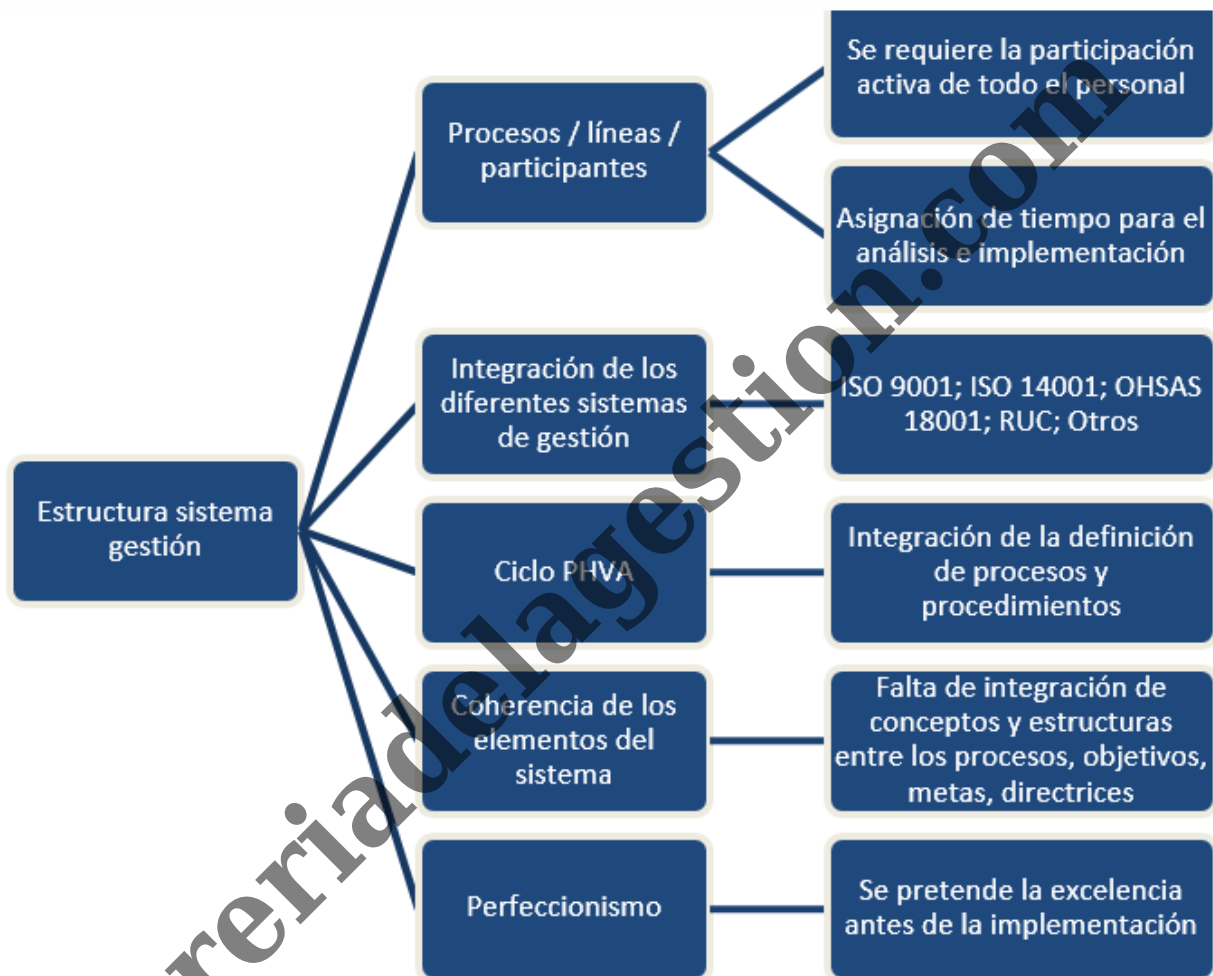 Se requiere la participación
activa de todo el personal
Procesos / líneas /
participantes
Asignación de tiempo para el
análisis e implementación
Integración de los
diferentes sistemas
de gestión
ISO 9001; ISO 14001; OHSAS
18001; RUC; Otros
Estructura sistema
gestión
Ciclo PHVA
Integración de la definición
de procesos y
procedimientos
Coherencia de los
elementos del
sistema
Falta de integración de
conceptos y estructuras
entre los procesos, objetivos,
metas, directrices
Perfeccionismo
Se pretende la excelencia
antes de la implementación
reriadelagestion.com